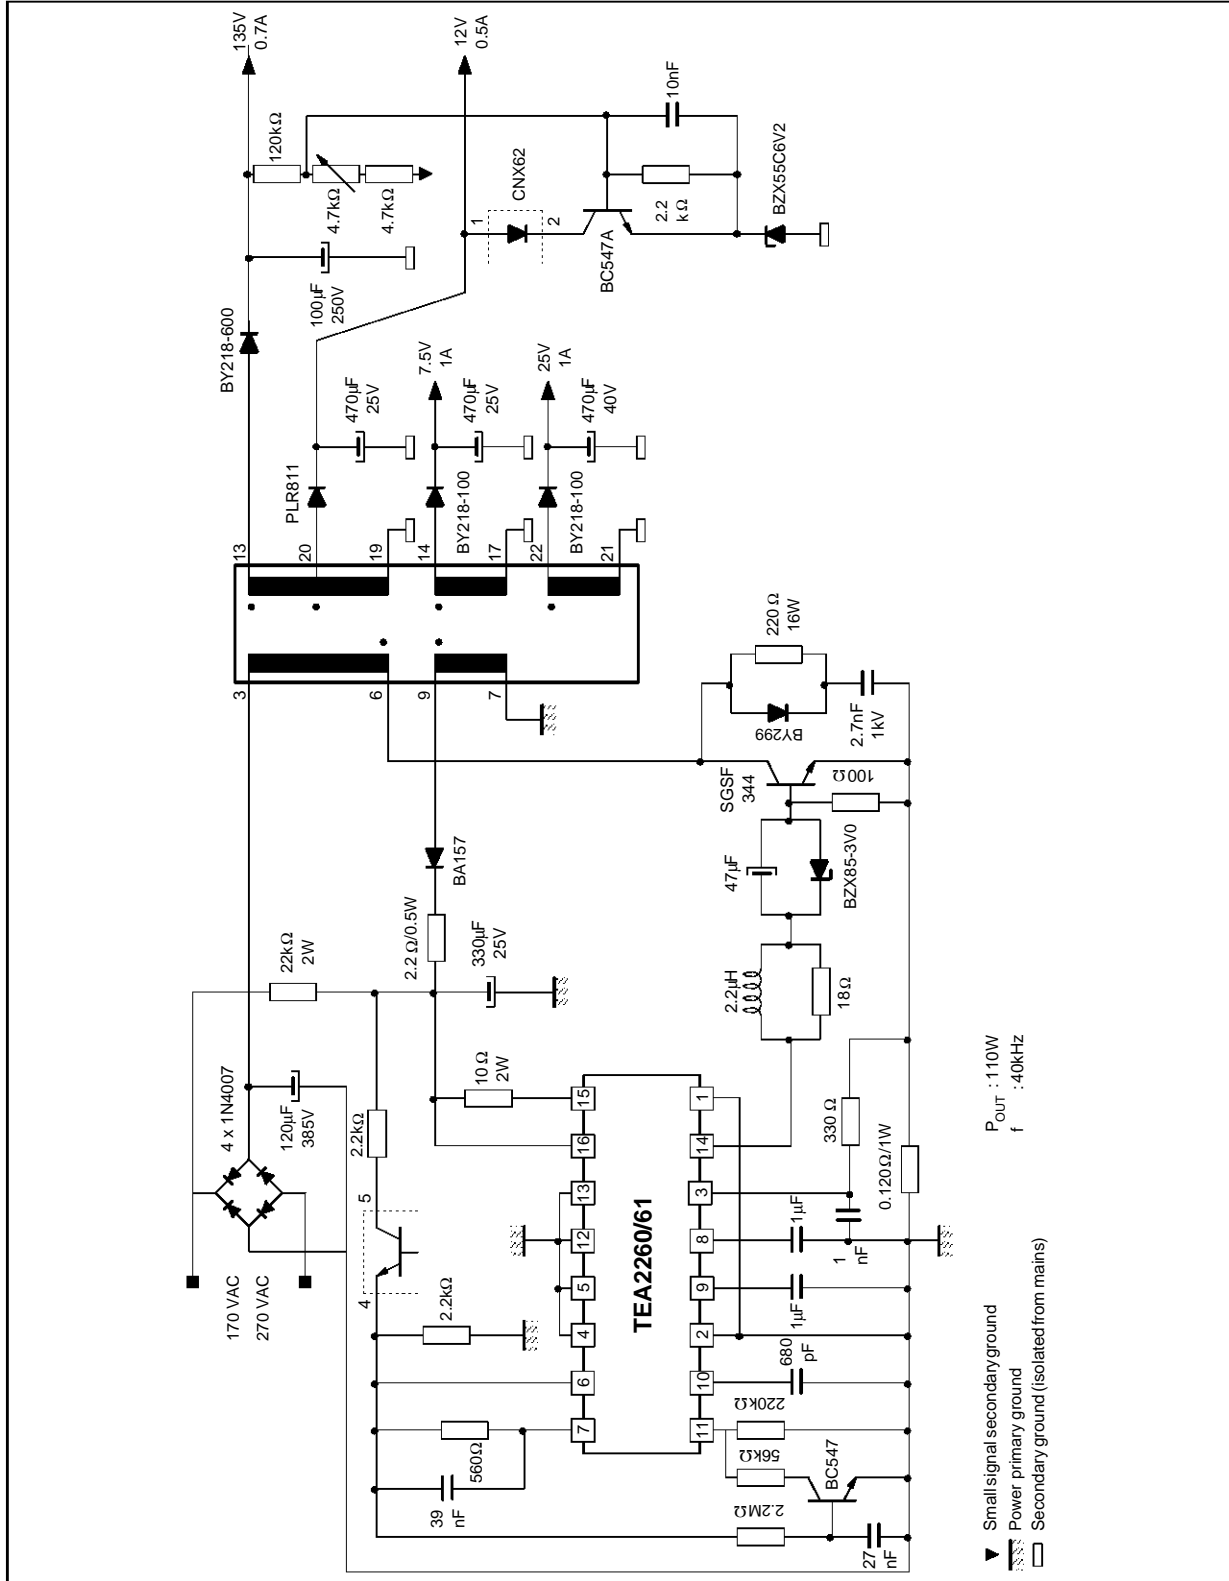 170 VAC
270 VAC
4 x 1N4007
120µF
385V
22kΩ
2W
2.2kΩ
4
5
2.2kΩ
560Ω
39
nF
2.2 Ω/0.5W
BA157
330µF
25V
10 Ω
2W
3
6
9
7
13
20
19
14
17
22
21
BY218-600
135V
0.7A
100µF
250V
120kΩ
4.7kΩ
4.7kΩ
PLR811
470µF
25V
12V
0.5A
BY218-100
470µF
25V
7.5V
1A
BY218-100
470µF
40V
25V
1A
CNX62
1
2
BC547A
2.2
kΩ
10nF
BZX55C6V2
TEA2260/61
7
6
4
5
12
13
16
15
11
10
2
9
8
3
14
1
2.2MΩ
56kΩ
220kΩ
BC547
27
nF
680
pF
1µF
1µF
1
nF
330 Ω
0.120Ω/1W
2.2µH
18Ω
47µF
BZX85-3V0
SGSF
344
100Ω
BY299
220 Ω
16W
2.7nF
1kV
Small signal secondary ground
Power primary ground
Secondary ground (isolated from mains)
POUT : 110W
f : 40kHz